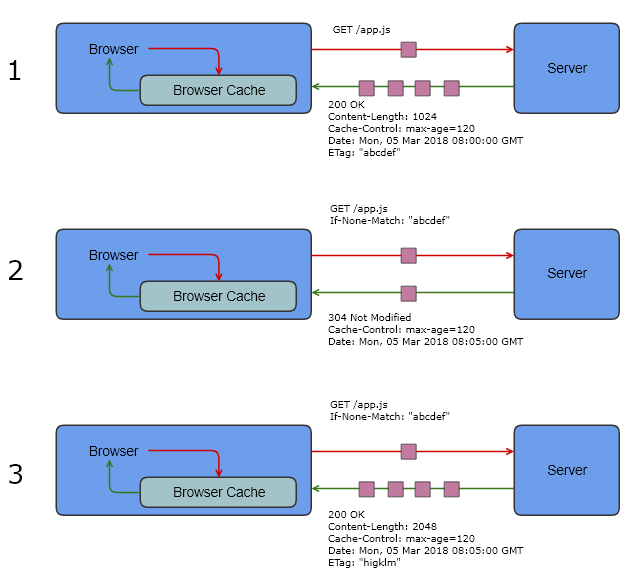 GET /app.js
1
Browser
Browser Cache
Server
200 OK
Content-Length: 1024
Cache-Control: max-age=120
Date: Mon, 05 Mar 2018 08:00:00 GMT
ETag: "abcdef"
GET /app.js
If-None-Match: "abcdef"
2
Browser
Browser Cache
Server
304 Not Modified
Cache-Control: max-age=120
Date: Mon, 05 Mar 2018 08:05:00 GMT
GET /app.js
If-None-Match: "abcdef"
3
Browser
Browser Cache
Server
200 OK
Content-Length: 2048
Cache-Control: max-age=120
Date: Mon, 05 Mar 2018 08:05:00 GMT
ETag: "higklm"